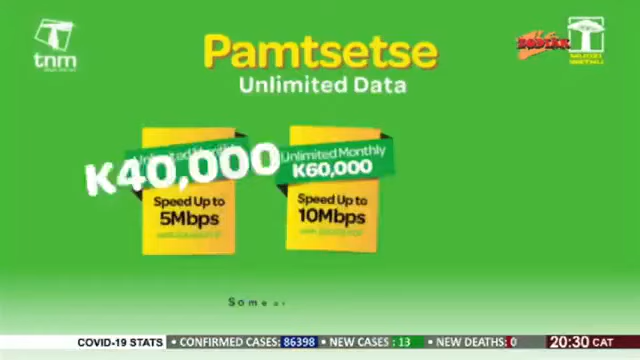 tnm
Pamtsetse
Unlimited Data
ZODIAK
K40,000
Speed Up to
5Mbps
Unlimited Monthly
K60,000
Speed Up to
10Mbps
COVID-19 STATS
• CONFIRMED CASES: 86398 • NEW CASES : 13 • NEW DEATHS: 0
20:30 CAT